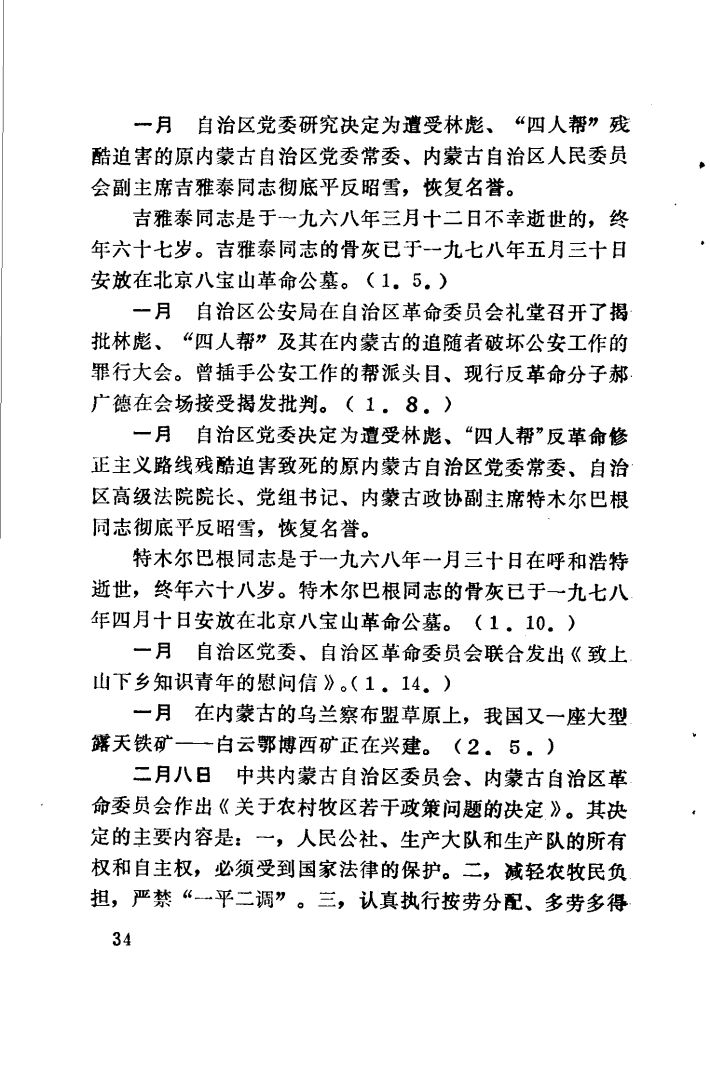 一月　自治区党委研究决定为遭受林彪、“四人帮”残
酷迫害的原内蒙古自治区党委常委、内蒙古自治区人民委员
会副主席吉雅泰同志彻底平反昭雪，恢复名誉。
吉雅泰同志是于一九六八年三月十二日不幸逝世的，终
年六十七岁。吉雅泰同志的骨灰已于一九七八年五月三十日
安放在北京八宝山革命公墓。（1．5．）
一月　自治区公安局在自治区革命委员会礼堂召开了揭
批林彪、“四人帮”及其在内蒙古的追随者破坏公安工作的
罪行大会。曾插手公安工作的帮派头目、现行反革命分子郝
广德在会场接受揭发批判。（1．8．）
一月　自治区党委决定为遭受林彪、“四人帮”反革命修
正主义路线残酷迫害致死的原内蒙古自治区党委常委、自治
区高级法院院长、党组书记、内蒙古政协副主席特木尔巴根
同志彻底平反昭雪，恢复名誉。
特木尔巴根同志是于一九六八年一月三十日在呼和浩特
逝世，终年六十八岁。特木尔巴根同志的骨灰已于一九七八
年四月十日安放在北京八宝山革命公墓。（1．10．）
一月　自治区党委、自治区革命委员会联合发出《致上
山下乡知识青年的慰问信》。（1．14．）
一月　在内蒙古的乌兰察布盟草原上，我国又一座大型
露天铁矿——白云鄂博西矿正在兴建。（2．5．）
二月八日　中共内蒙古自治区委员会、内蒙古自治区革
命委员会作出《关于农村牧区若干政策问题的决定》。其决
定的主要内容是：一，人民公社、生产大队和生产队的所有
权和自主权，必须受到国家法律的保护。二，减轻农牧民负
担，严禁“一平二调”。三，认真执行按劳分配、多劳多得
34